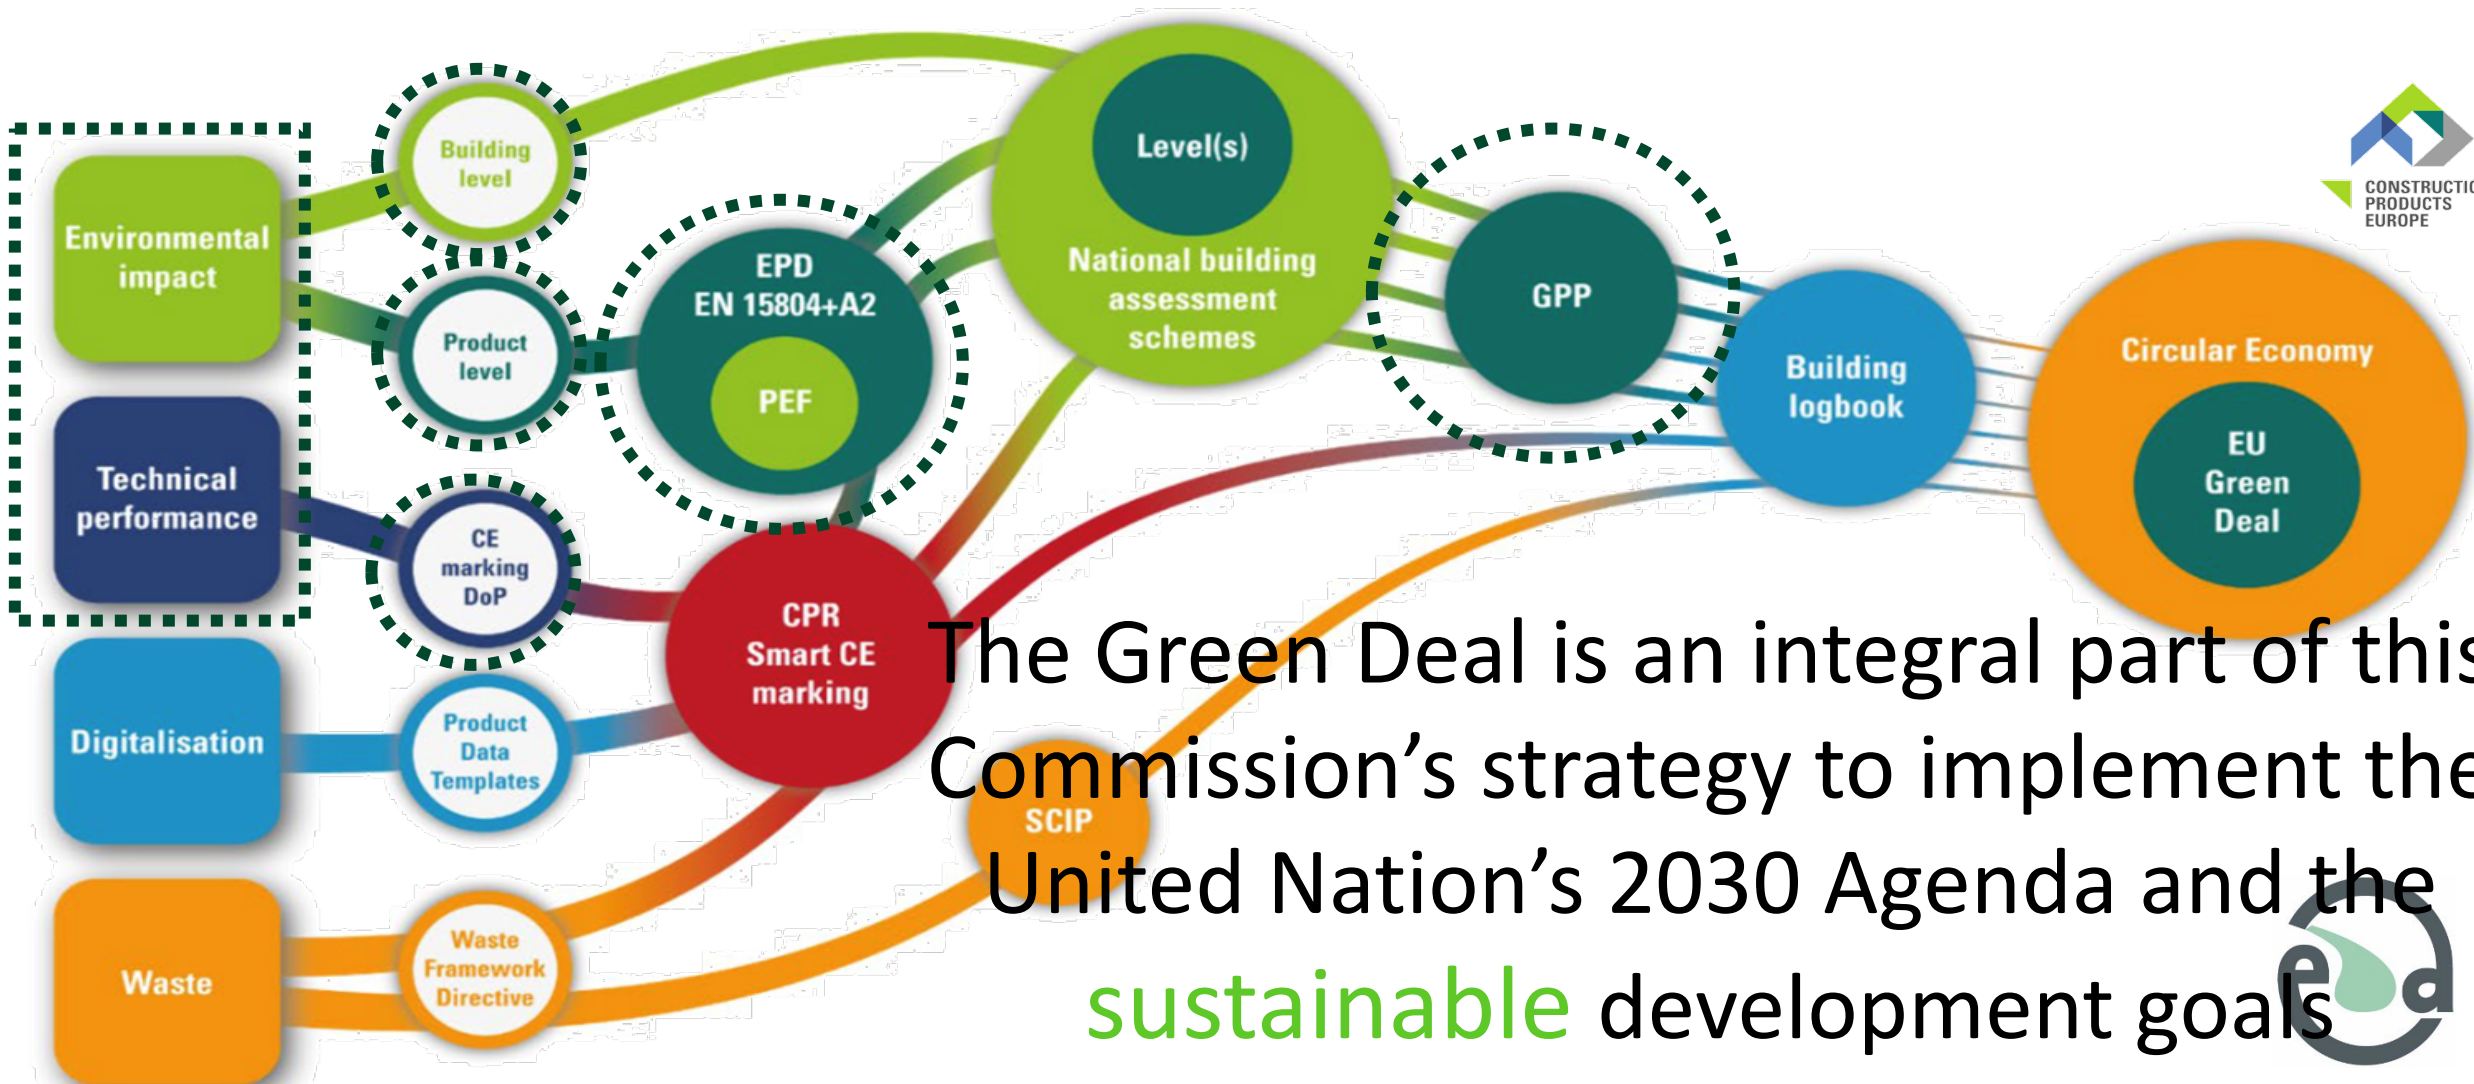 Environmental
impact
Technical
performance
Digitalisation
Waste
Building
level
Product
level
CE
marking
DoP
Product
Data
Templates
Waste
Framework
Directive
EPD
EN 15804+A2
PEF
CPR
Smart CE
marking
SCIP
Level(s)
National building
assessment
schemes
GPP
Building
logbook
Circular Economy
EU
Green
Deal
CONSTRUCTIO
PRODUCTS
EUROPE
The Green Deal is an integral part of this
Commission’s strategy to implement the
United Nation’s 2030 Agenda and the
sustainable development goals
e d